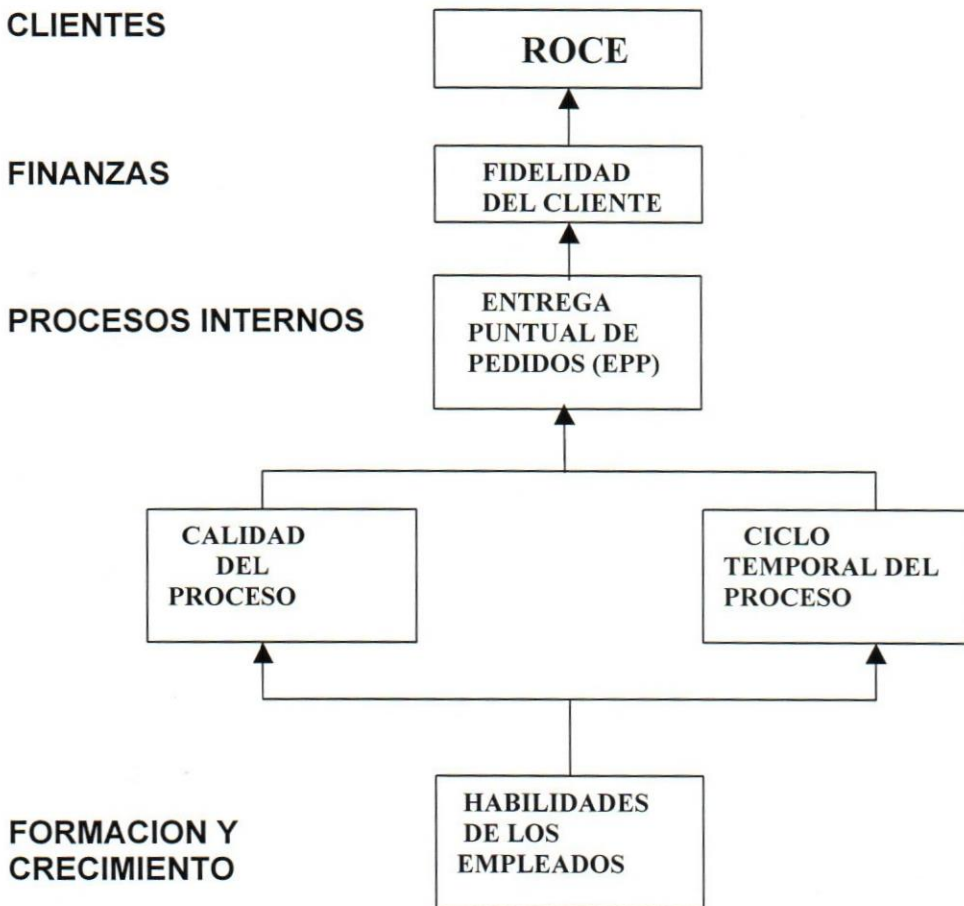 CLIENTES
ROCE
FINANZAS
FIDELIDAD
DEL CLIENTE
PROCESOS INTERNOS
ENTREGA
PUNTUAL DE
PEDIDOS (EPP)
CALIDAD
DEL
PROCESO
CICLO
TEMPORAL DEL
PROCESO
FORMACION Y
CRECIMIENTO
HABILIDADES
DE LOS
EMPLEADOS